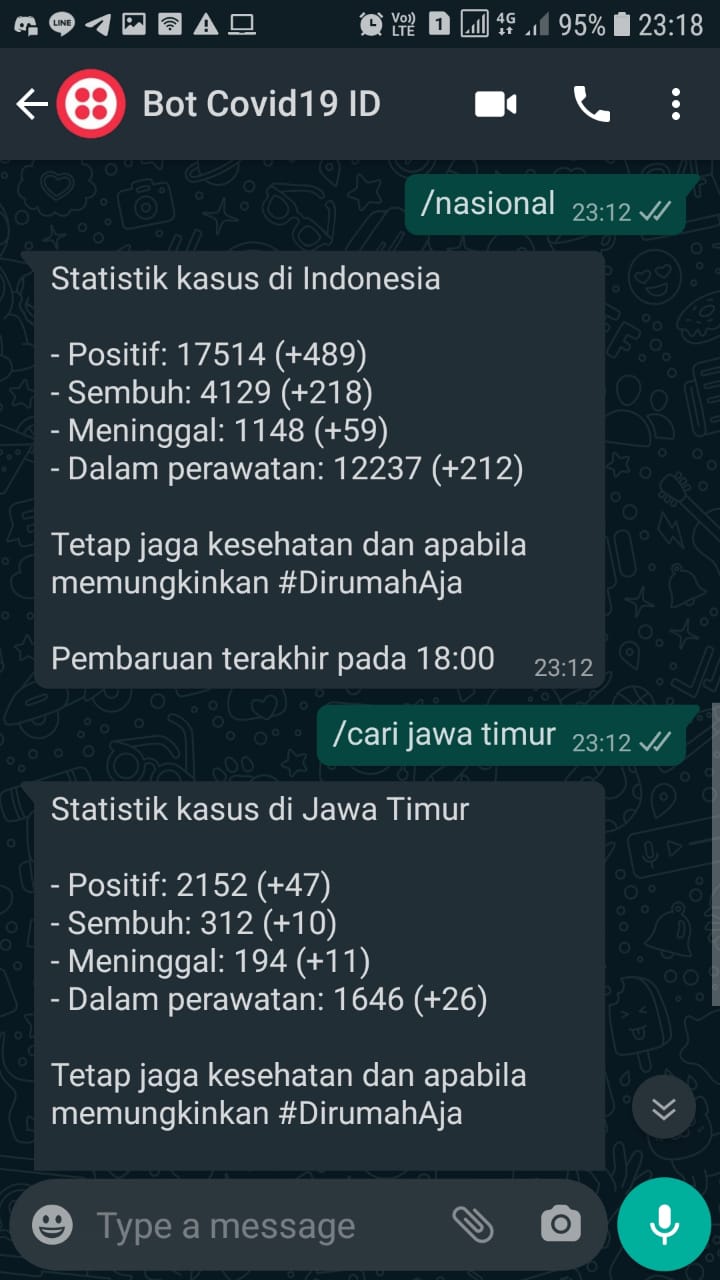 LINE
Vo))
LTE
1
4G
95%
23:18
Bot Covid19 ID
/nasional 23:12
Statistik kasus di Indonesia
- Positif: 17514 (+489)
- Sembuh: 4129 (+218)
- Meninggal: 1148 (+59)
- Dalam perawatan: 12237 (+212)
Tetap jaga kesehatan dan apabila
memungkinkan #DirumahAja
Pembaruan terakhir pada 18:00 23:12
/cari jawa timur 23:12
Statistik kasus di Jawa Timur
- Positif: 2152 (+47)
- Sembuh: 312 (+10)
- Meninggal: 194 (+11)
- Dalam perawatan: 1646 (+26)
Tetap jaga kesehatan dan apabila
memungkinkan #DirumahAja
Type a message